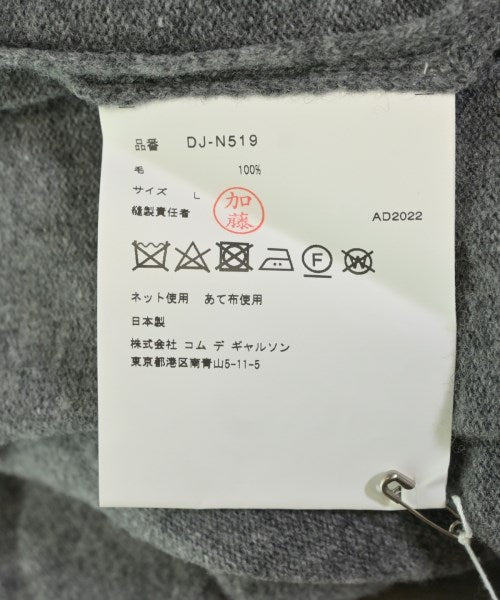 品番 DJ-N519
毛 100%
サイズ L
縫製責任者 加藤 AD2022
F W
ネット使用 あて布使用
日本製
株式会社 コム デ ギャルソン
東京都港区南青山5-11-5